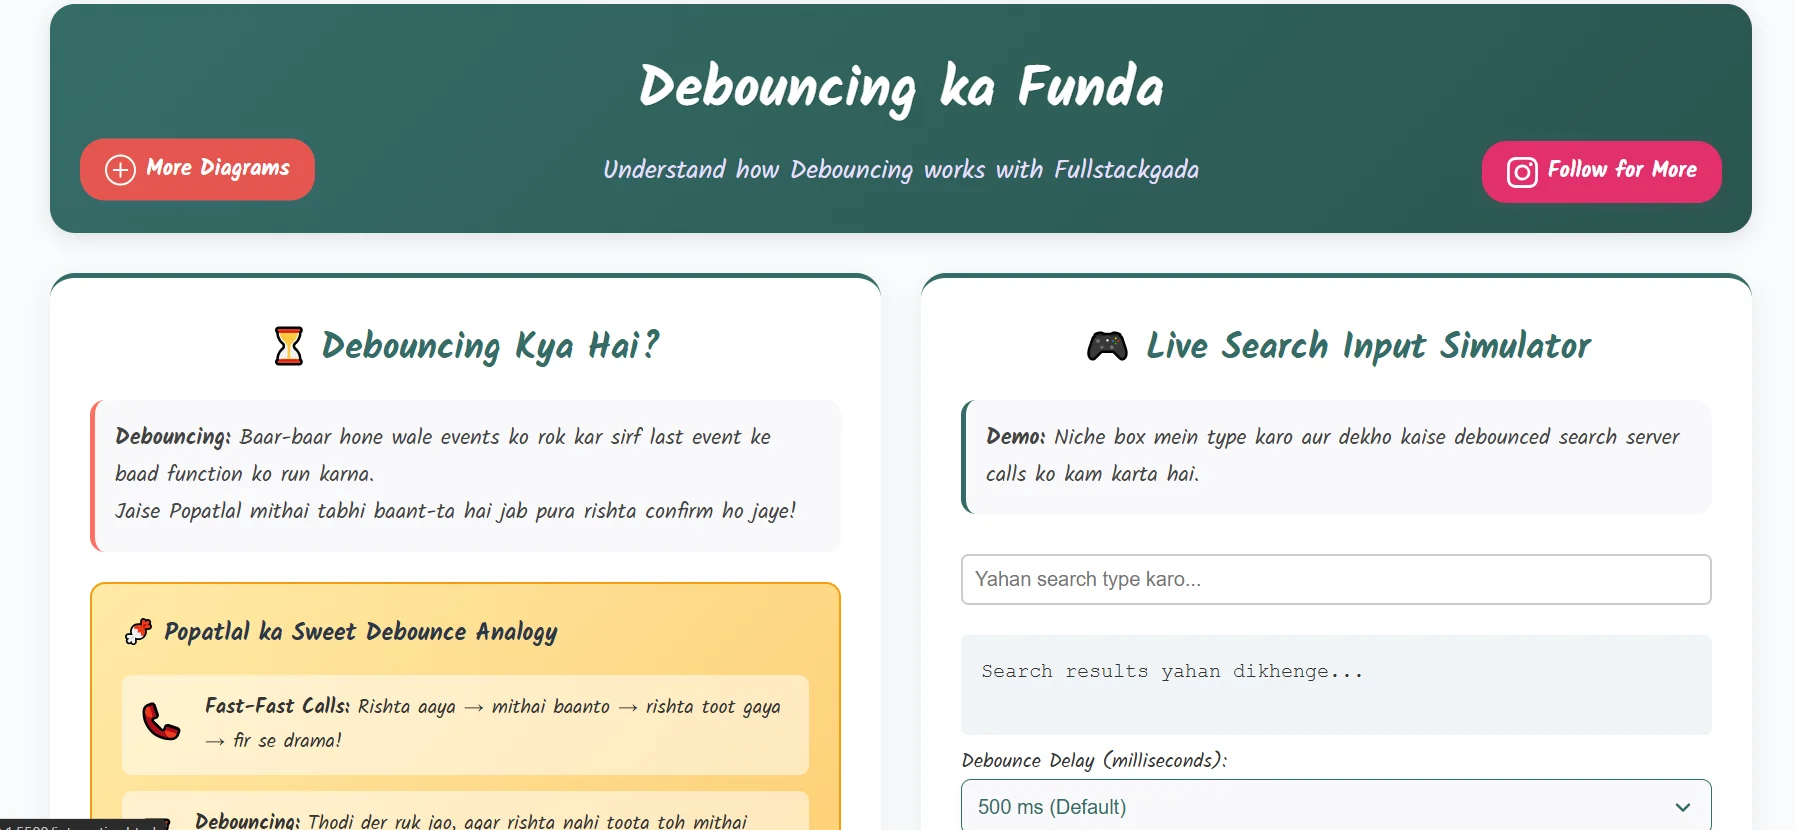 Debouncing ka Funda
More Diagrams
Understand how Debouncing works with Fullstackgada
Follow for More
Debouncing Kya Hai?
Debouncing: Baar-baar hone wale events ko rok kar sirf last event ke
baad function ko run karna.
Jaise Popatlal mithai tabhi baant-ta hai jab pura rishta confirm ho jaye!
Popatlal ka Sweet Debounce Analogy
Fast-Fast Calls: Rishta aaya → mithai baanto → rishta toot gaya
→ fir se drama!
Debouncing: Thodi der ruk jao, agar rishta nahi toota toh mithai
Live Search Input Simulator
Demo: Niche box mein type karo aur dekho kaise debounced search server
calls ko kam karta hai.
Yahan search type karo...
Search results yahan dikhenge...
Debounce Delay (milliseconds):
500 ms (Default)